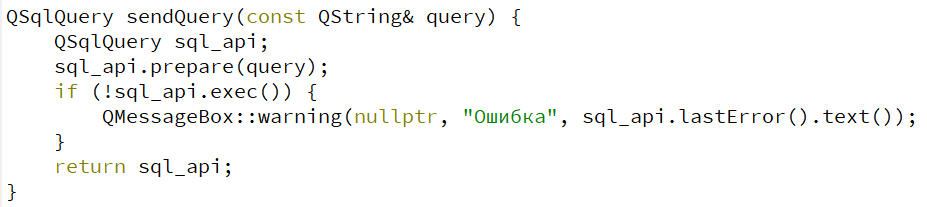 QSqlQuery sendQuery(const QString& query) {
    QSqlQuery sql_api;
    sql_api.prepare(query);
    if (!sql_api.exec()) {
        QMessageBox::warning(nullptr, "Ошибка", sql_api.lastError().text());
    }
    return sql_api;
}